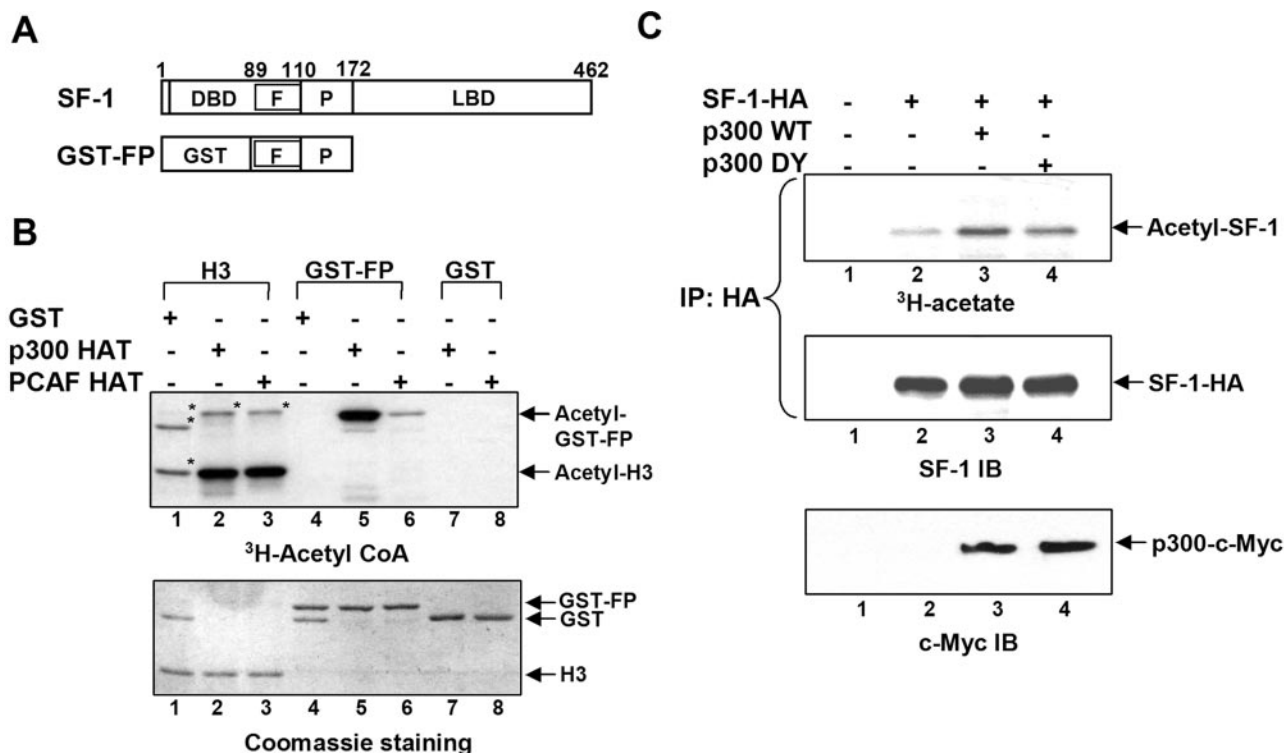 A
1 89 110 172 462
SF-1 DBD F P LBD
GST-FP GST F P
B
H3 GST-FP GST
GST + - - + - - - -
p300 HAT - + - - + - + -
PCAF HAT - - + - - + - +
* * * * *
Acetyl-GST-FP
Acetyl-H3
1 2 3 4 5 6 7 8
³H-Acetyl CoA
GST-FP
GST
H3
1 2 3 4 5 6 7 8
Coomassie staining
C
SF-1-HA - + + +
p300 WT - - + -
p300 DY - - - +
Acetyl-SF-1
1 2 3 4
³H-acetate
IP: HA
SF-1-HA
1 2 3 4
SF-1 IB
p300-c-Myc
1 2 3 4
c-Myc IB